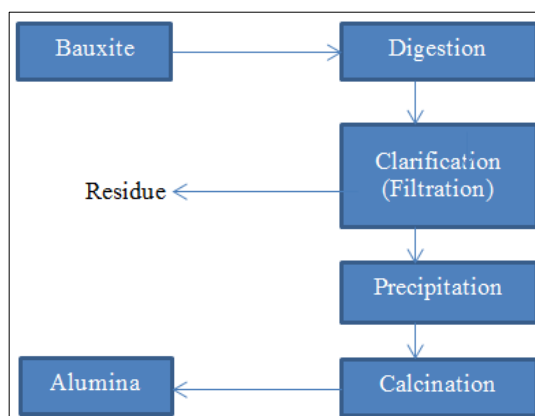 Bauxite
Digestion
Clarification
(Filtration)
Residue
Precipitation
Alumina
Calcination